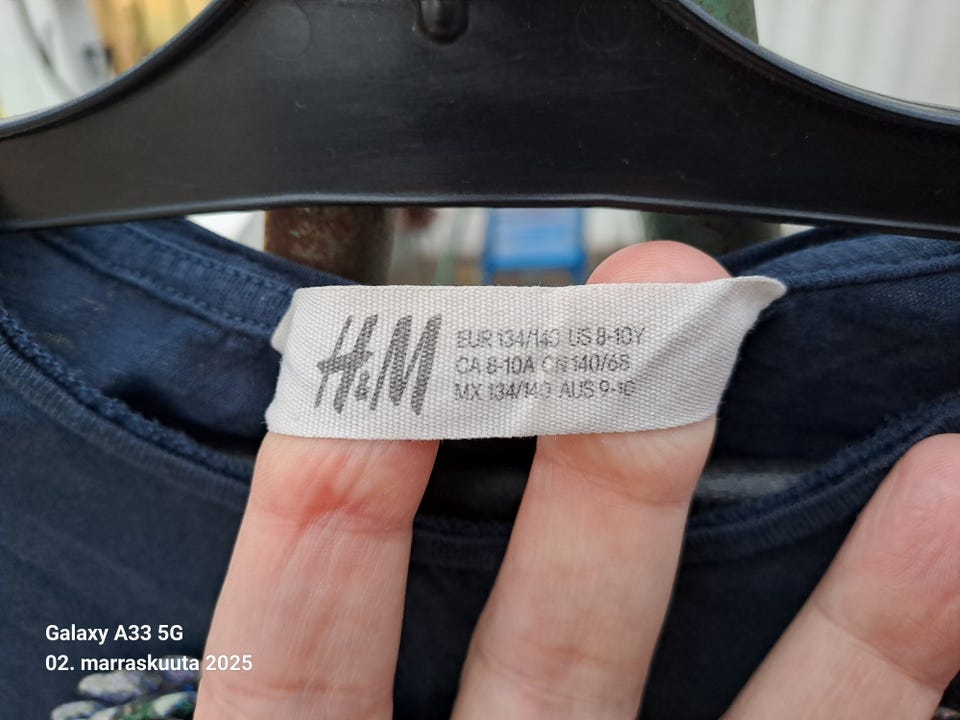 H&M
EUR 134/140 US 8-10Y
CA 8-10A CN 140/68
MX 134/140 AUS 9-10
Galaxy A33 5G
02. marraskuuta 2025